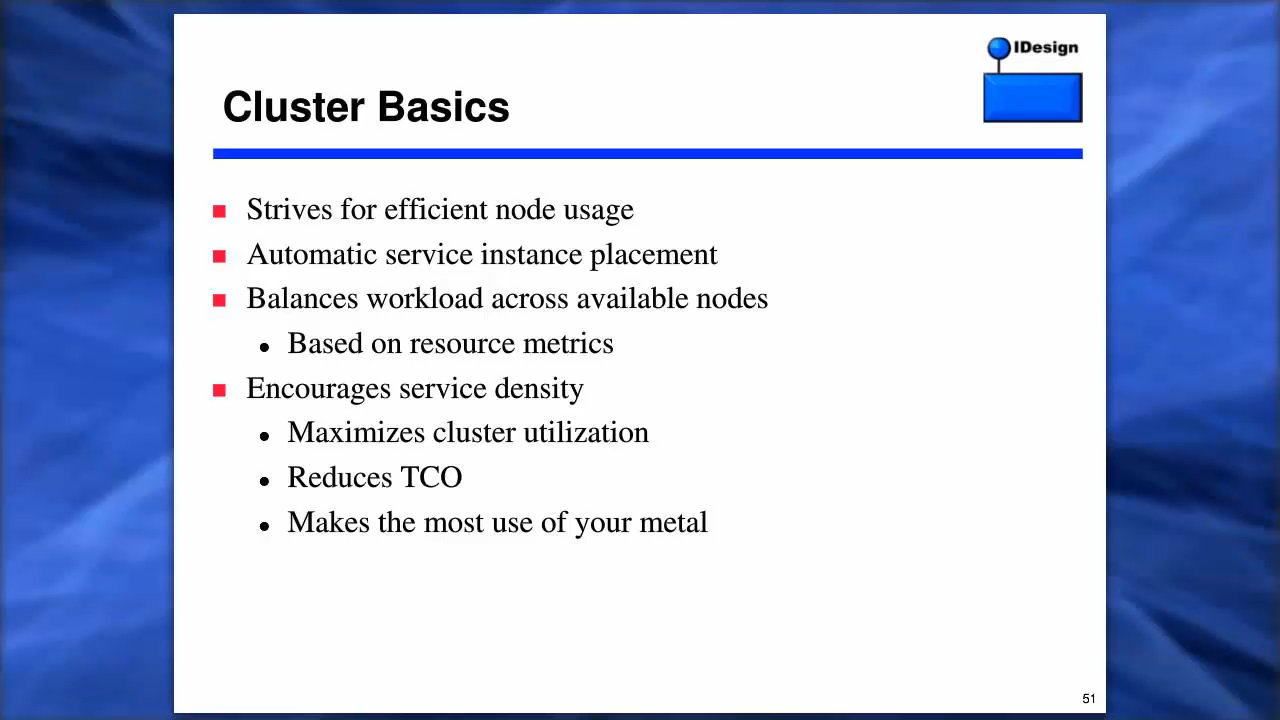 IDesign
Cluster Basics
Strives for efficient node usage
Automatic service instance placement
Balances workload across available nodes
Based on resource metrics
Encourages service density
Maximizes cluster utilization
Reduces TCO
Makes the most use of your metal
51